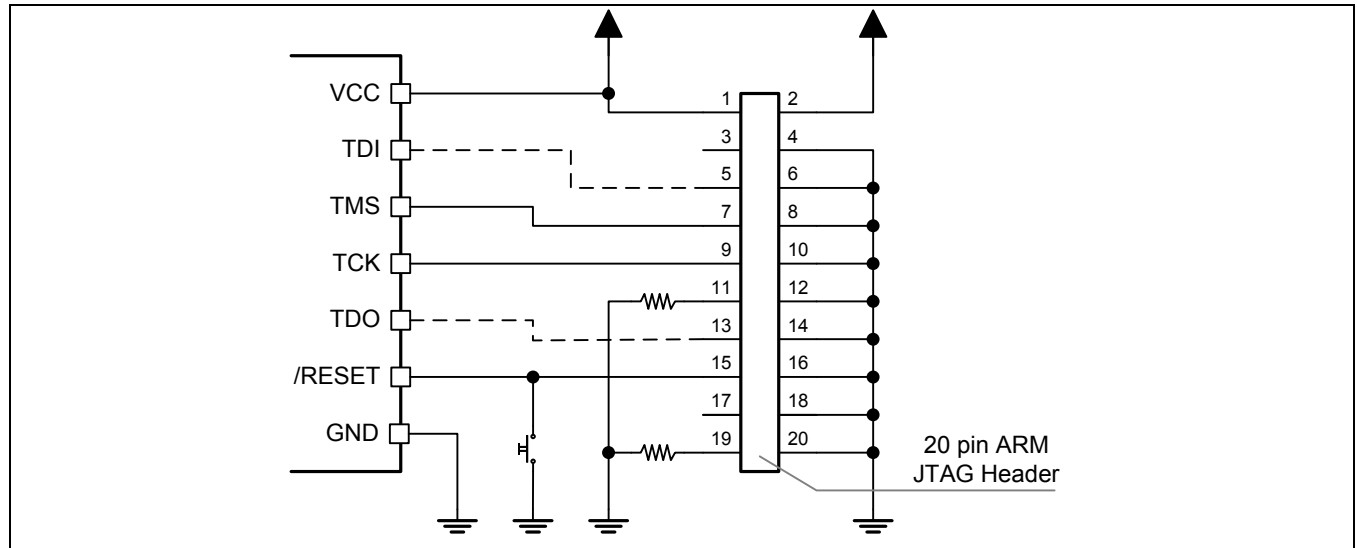 VCC
TDI
TMS
TCK
TDO
/RESET
GND
1 2
3 4
5 6
7 8
9 10
11 12
13 14
15 16
17 18
19 20
20 pin ARM
JTAG Header